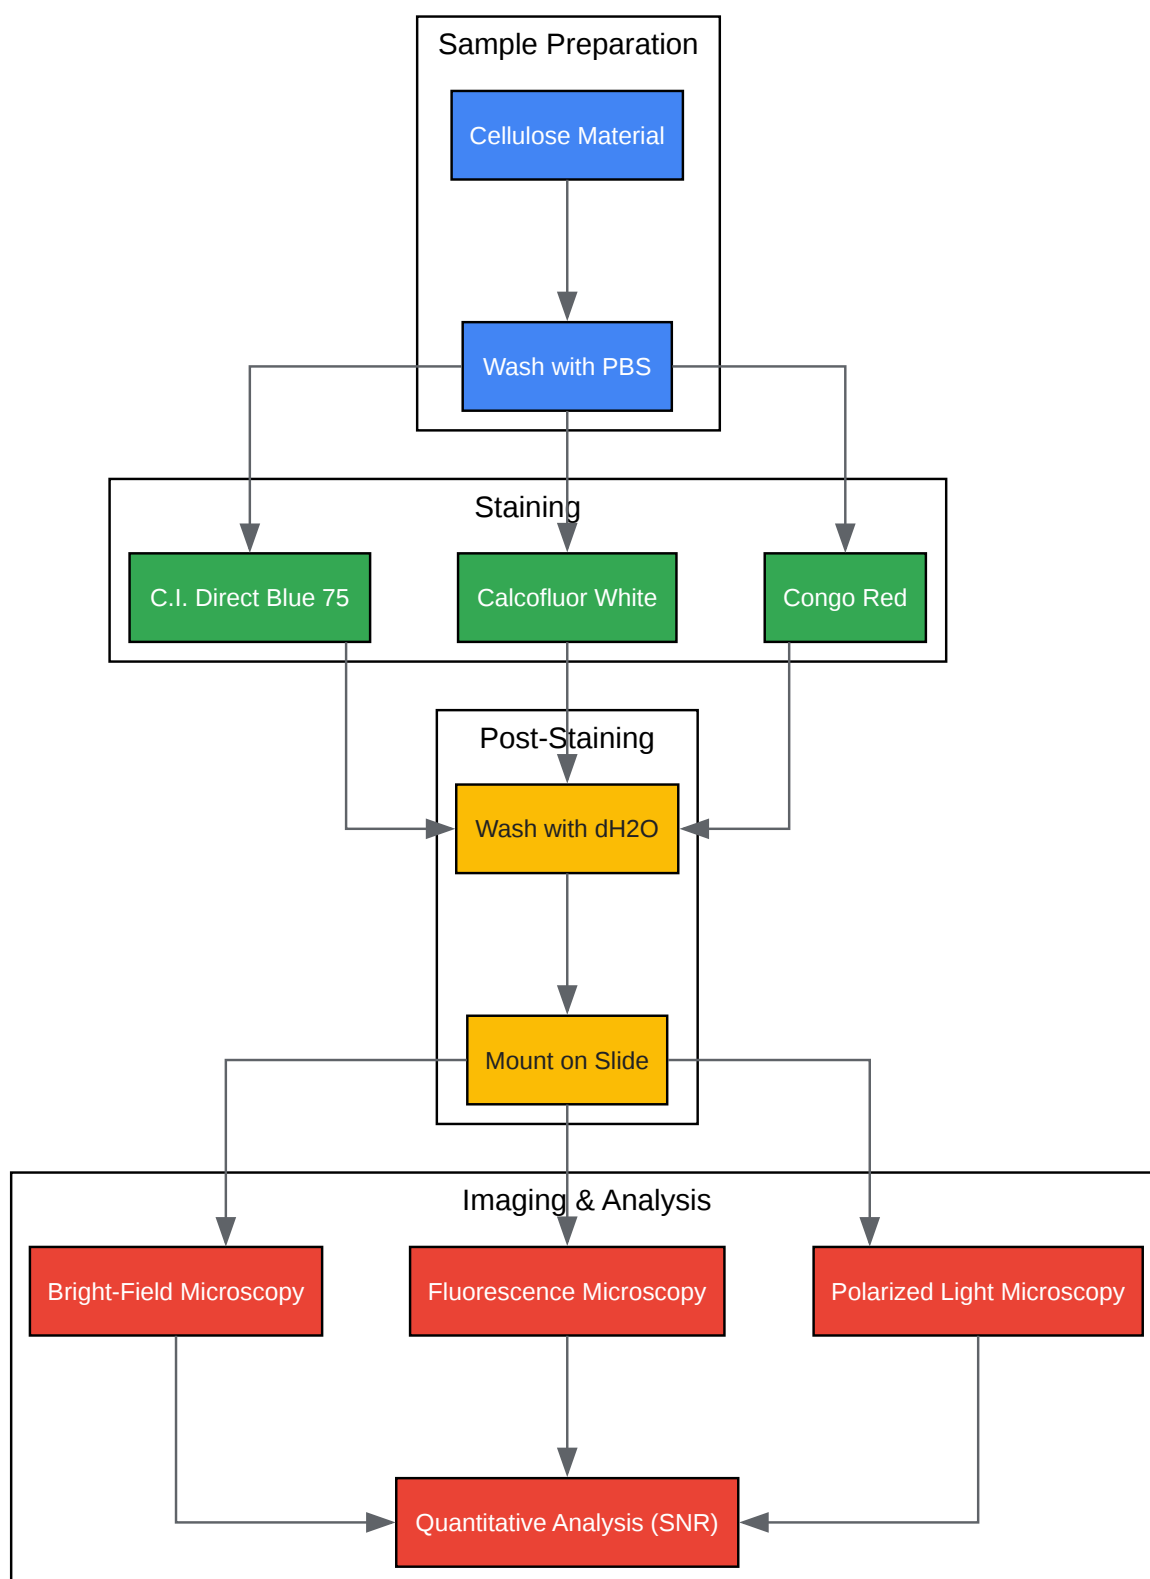 Sample Preparation
Cellulose Material
Wash with PBS
Staining
C.I. Direct Blue 75
Calcofluor White
Congo Red
Post-Staining
Wash with dH2O
Mount on Slide
Imaging & Analysis
Bright-Field Microscopy
Fluorescence Microscopy
Polarized Light Microscopy
Quantitative Analysis (SNR)